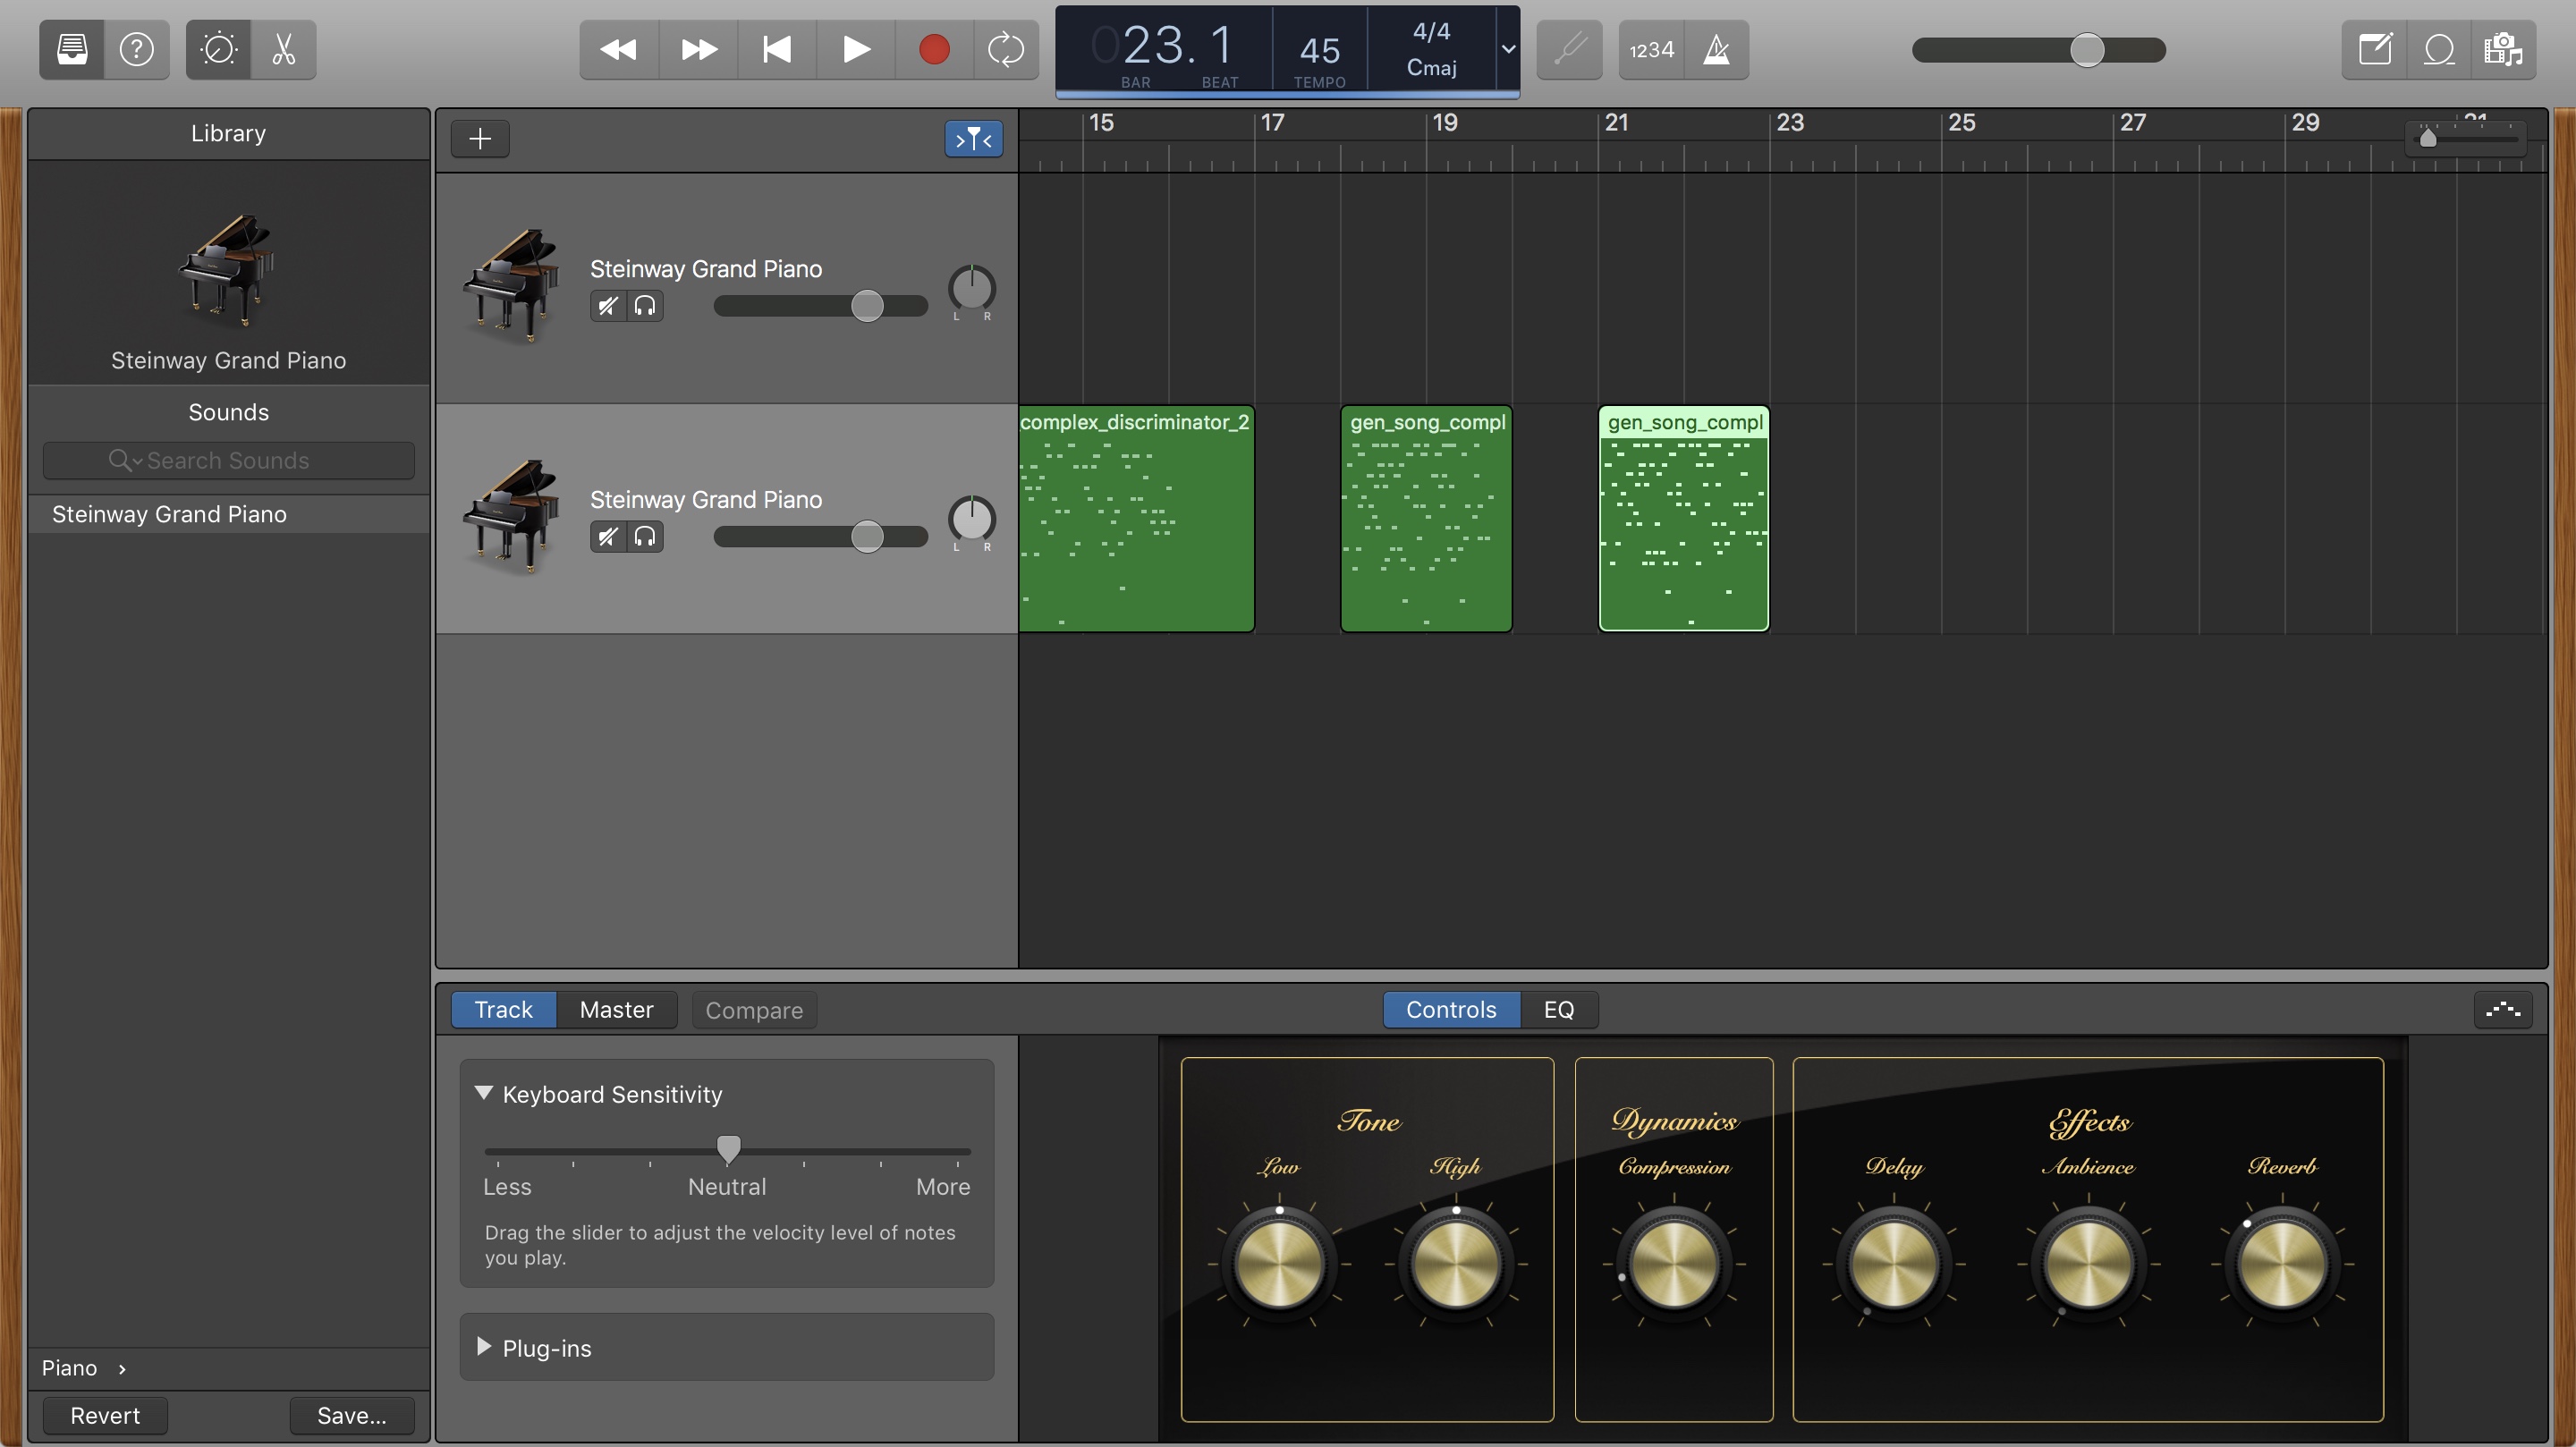 1234
023. 1
BAR
BEAT
45
TEMPO
4/4
Cmaj
Library
Steinway Grand Piano
Sounds
Search Sounds
Steinway Grand Piano
Piano
Revert
Save...
15
17
19
21
23
25
27
29
Steinway Grand Piano
L R
Steinway Grand Piano
L R
complex_discriminator_2
gen_song_compl
gen_song_compl
Track
Master
Compare
Controls
EQ
Keyboard Sensitivity
Less
Neutral
More
Drag the slider to adjust the velocity level of notes
you play.
Plug-ins
Tone
Low
High
Dynamics
Compression
Effects
Delay
Ambience
Reverb